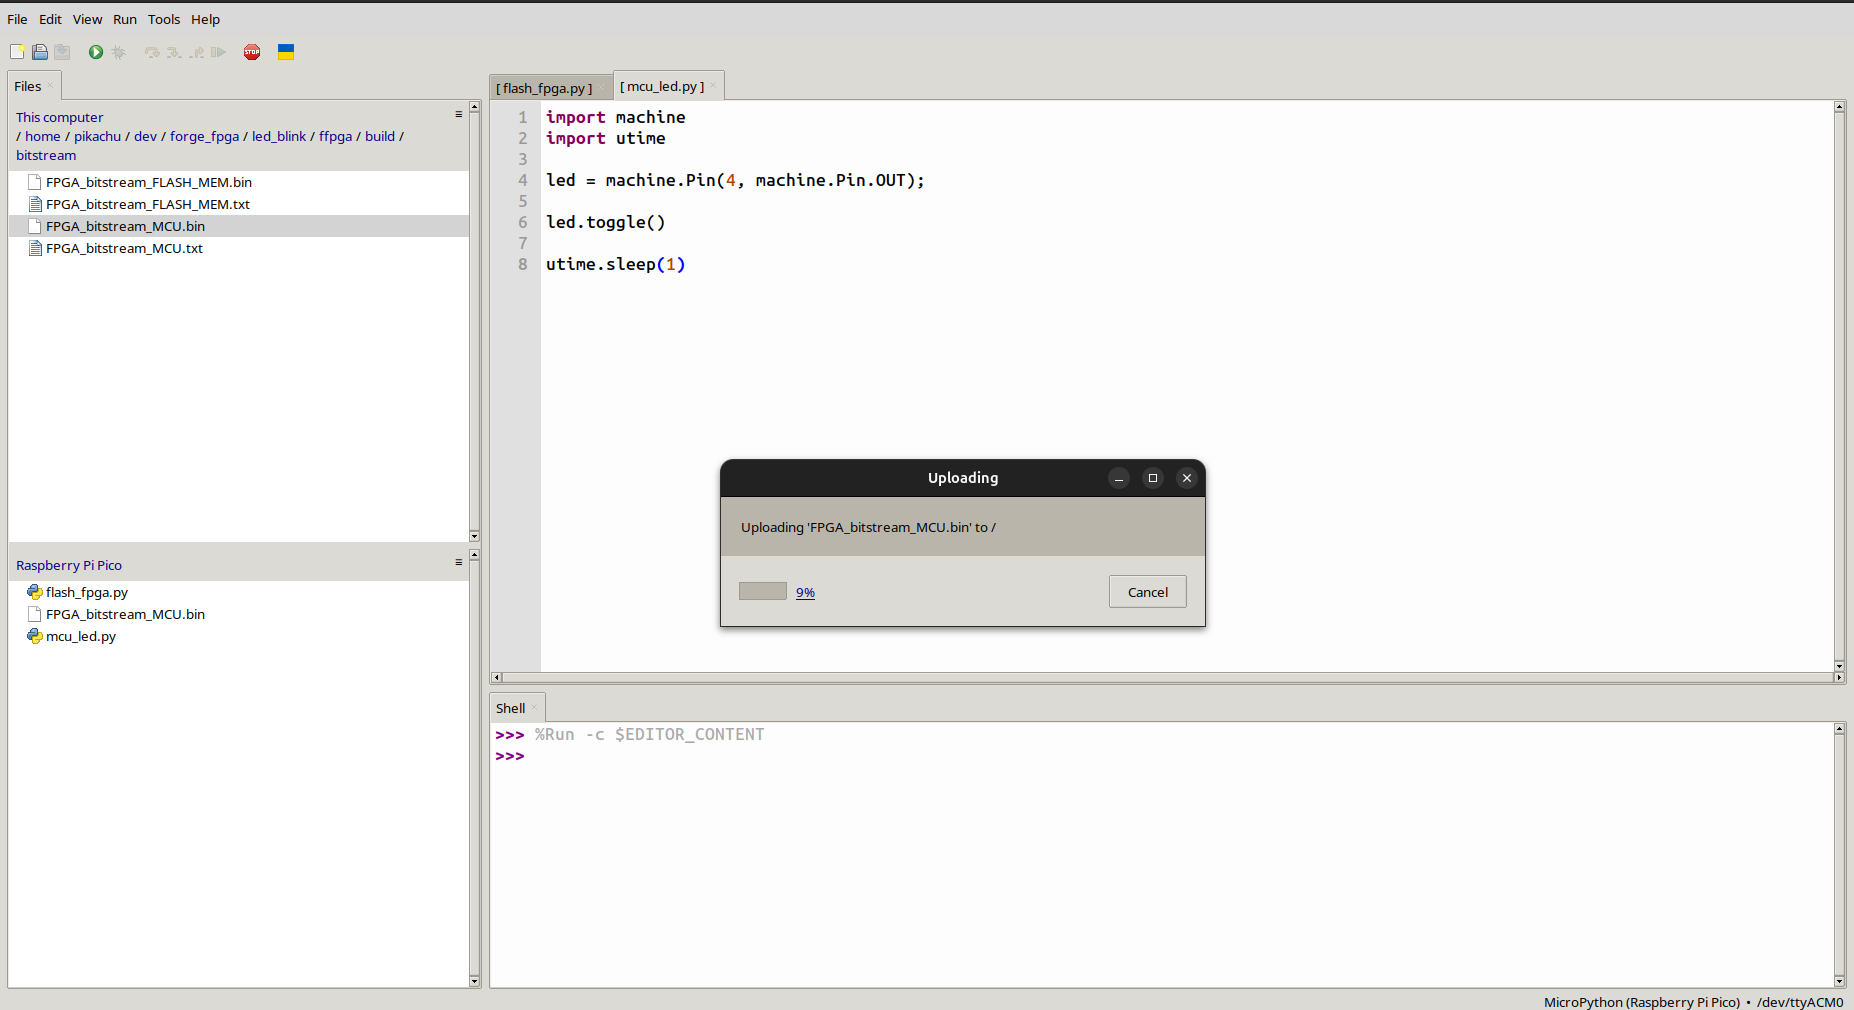 File Edit View Run Tools Help
STOP
Files
This computer
/ home / pikachu / dev / forge_fpga / led_blink / ffpga / build /
bitstream
FPGA_bitstream_FLASH_MEM.bin
FPGA_bitstream_FLASH_MEM.txt
FPGA_bitstream_MCU.bin
FPGA_bitstream_MCU.txt
Raspberry Pi Pico
flash_fpga.py
FPGA_bitstream_MCU.bin
mcu_led.py
[ flash_fpga.py ] [ mcu_led.py ]
1 import machine
2 import utime
3
4 led = machine.Pin(4, machine.Pin.OUT);
5
6 led.toggle()
7
8 utime.sleep(1)
Uploading
Uploading 'FPGA_bitstream_MCU.bin' to /
9% Cancel
Shell
>>> %Run -c $EDITOR_CONTENT
>>>
MicroPython (Raspberry Pi Pico) • /dev/ttyACM0